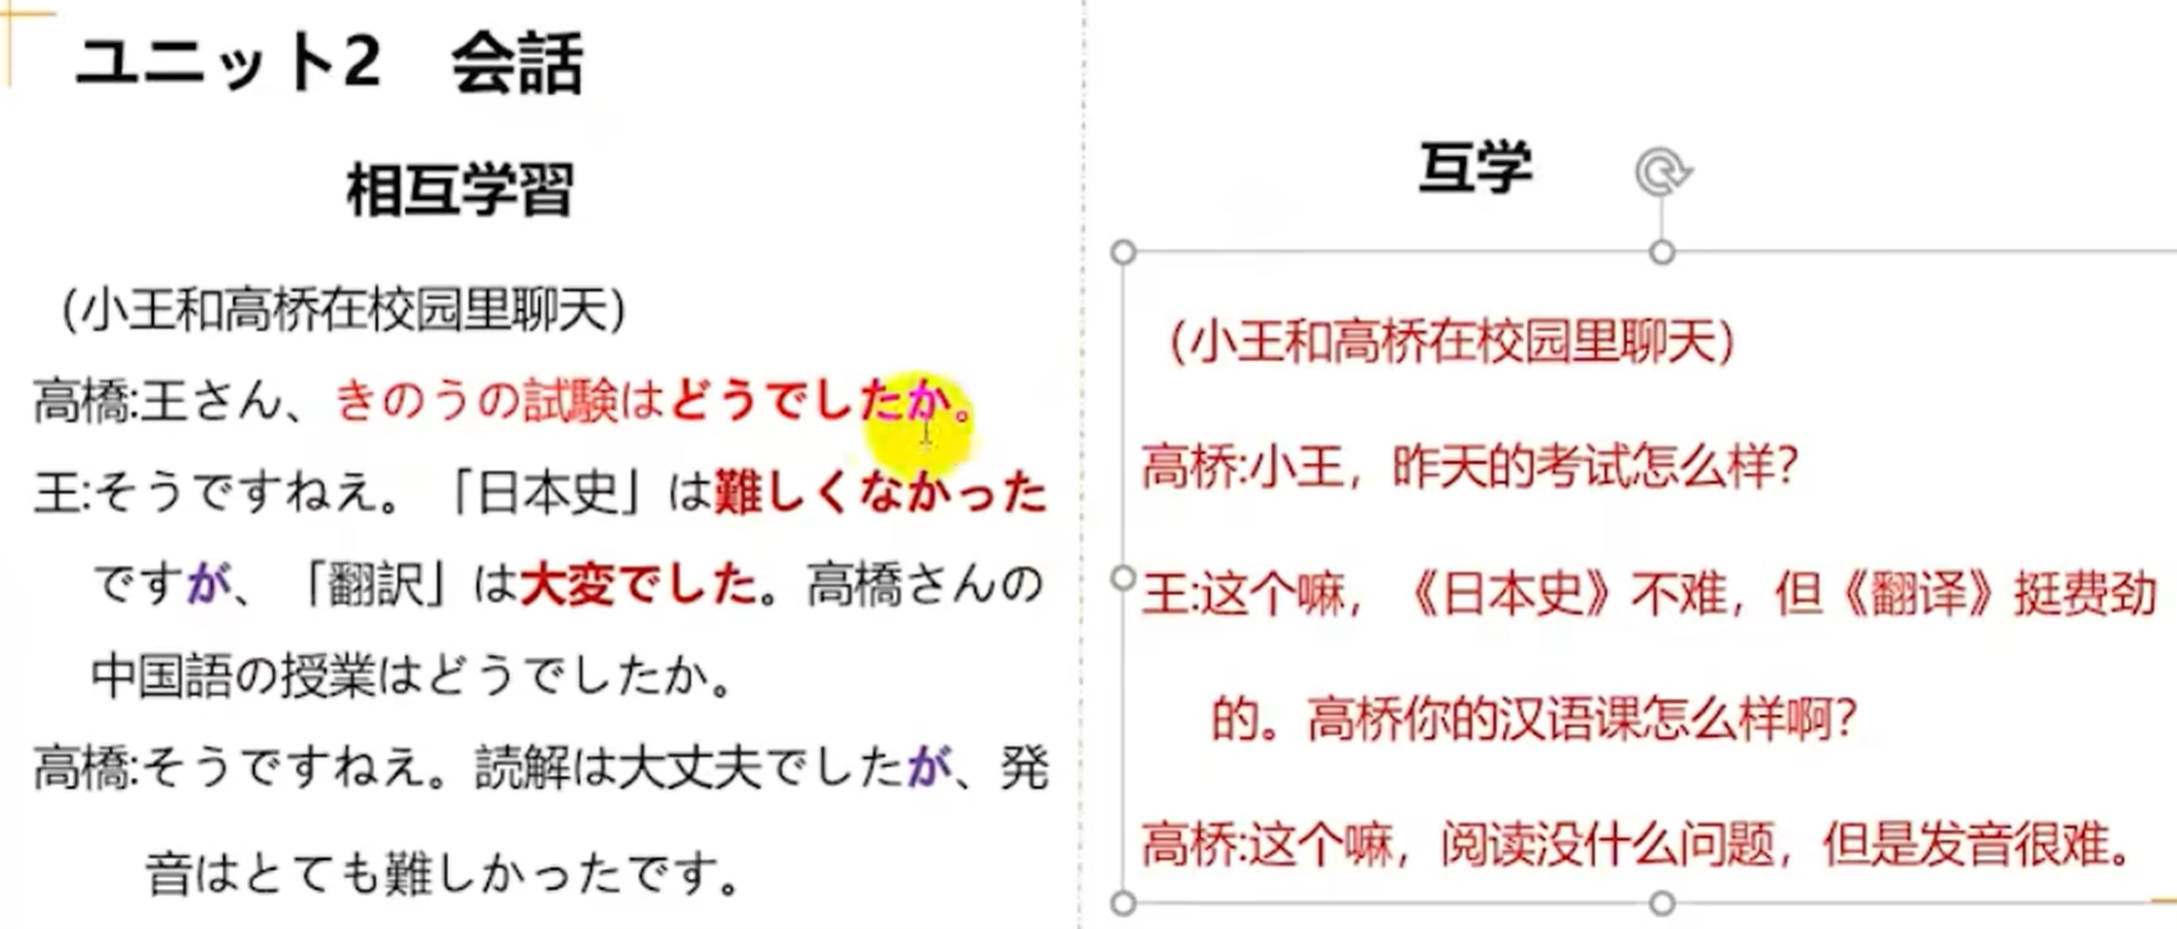 ユニット2　会話
相互学習
（小王和高桥在校园里聊天）
高橋:王さん、きのうの試験はどうでしたか。
王:そうですねえ。「日本史」は難しくなかった
ですが、「翻訳」は大変でした。高橋さんの
中国語の授業はどうでしたか。
高橋:そうですねえ。読解は大丈夫でしたが、発
音はとても難しかったです。
互学
（小王和高桥在校园里聊天）
高桥:小王，昨天的考试怎么样？
王:这个嘛，《日本史》不难，但《翻译》挺费劲
的。高桥你的汉语课怎么样啊？
高桥:这个嘛，阅读没什么问题，但是发音很难。